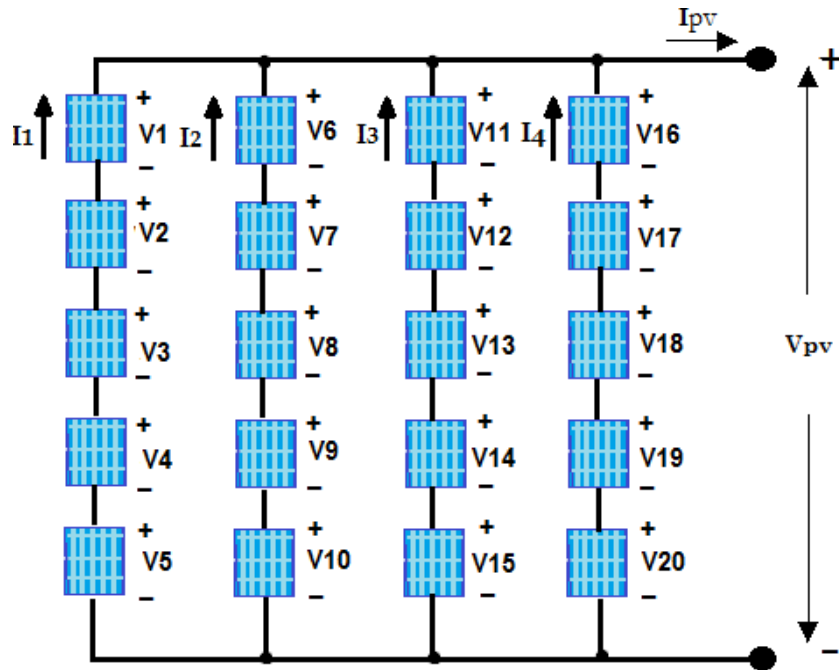 Ipv
+
+ + + +
I1 V1 I2 V6 I3 V11 I4 V16
− − − −
+ + + +
V2 V7 V12 V17
− − − −
+ + + +
V3 V8 V13 V18 Vpv
− − − −
+ + + +
V4 V9 V14 V19
− − − −
+ + + +
V5 V10 V15 V20
− − − −
−